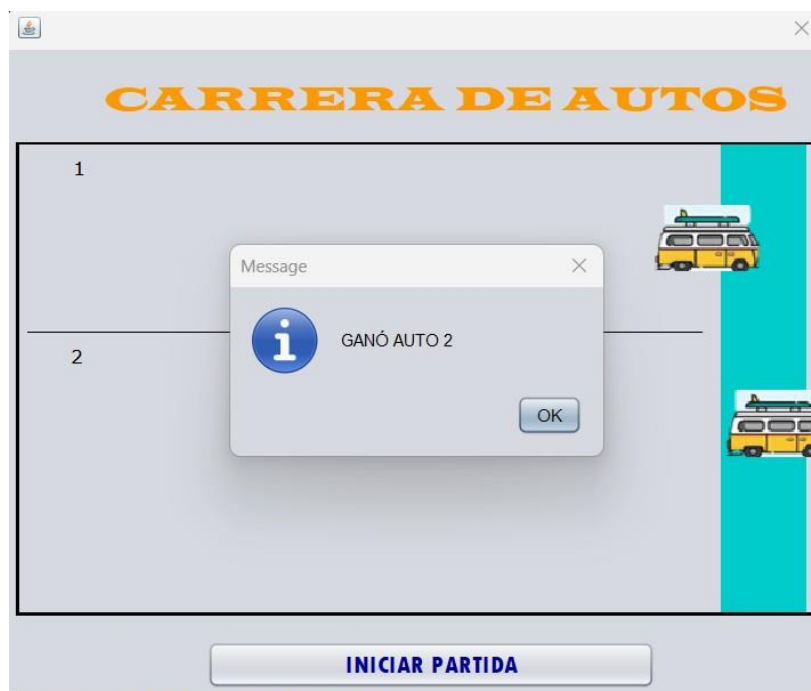 CARRERA DE AUTOS
1
Message
GANÓ AUTO 2
2
OK
INICIAR PARTIDA